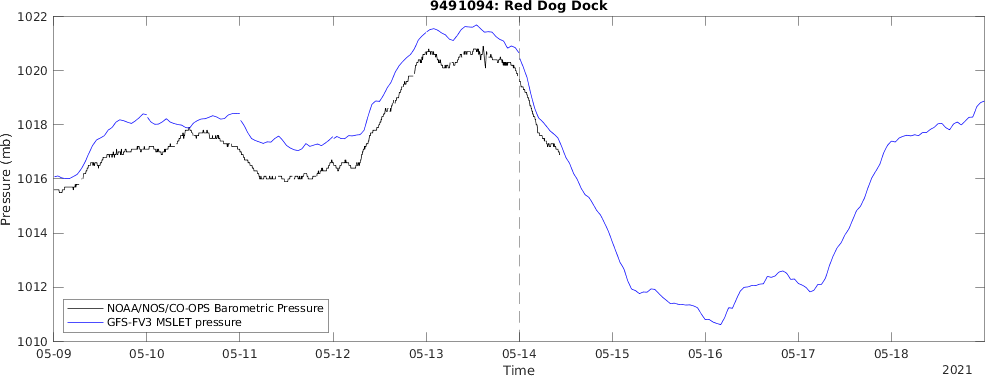 9491094: Red Dog Dock
Pressure (mb)
1022
1020
1018
1016
1014
1012
1010
NOAA/NOS/CO-OPS Barometric Pressure
GFS-FV3 MSLET pressure
05-09 05-10 05-11 05-12 05-13 05-14 05-15 05-16 05-17 05-18
Time
2021